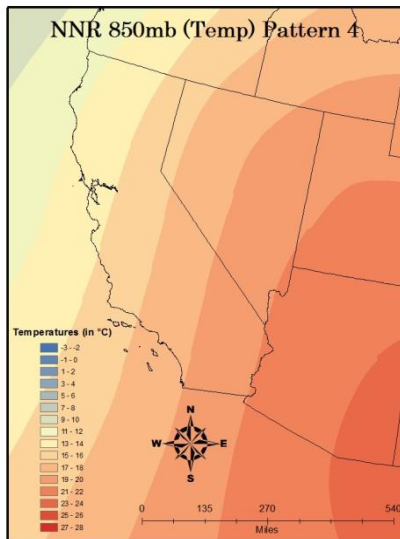 NNR 850mb (Temp) Pattern 4
Temperatures (in °C)
-3 - -2
-1 - 0
1 - 2
3 - 4
5 - 6
7 - 8
9 - 10
11 - 12
13 - 14
15 - 16
17 - 18
19 - 20
21 - 22
23 - 24
25 - 26
27 - 28
N
W E
S
0 135 270 540
Miles